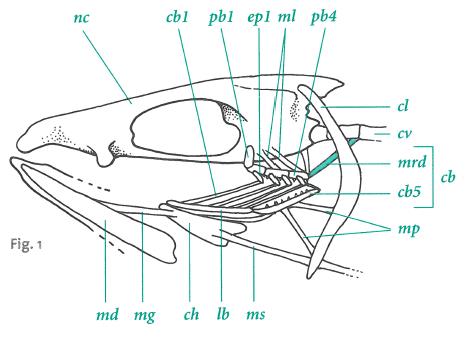 nc cb1 pb1 ep1 ml pb4
cl
cv
mrd
cb
cb5
mp
Fig. 1
md mg ch lb ms